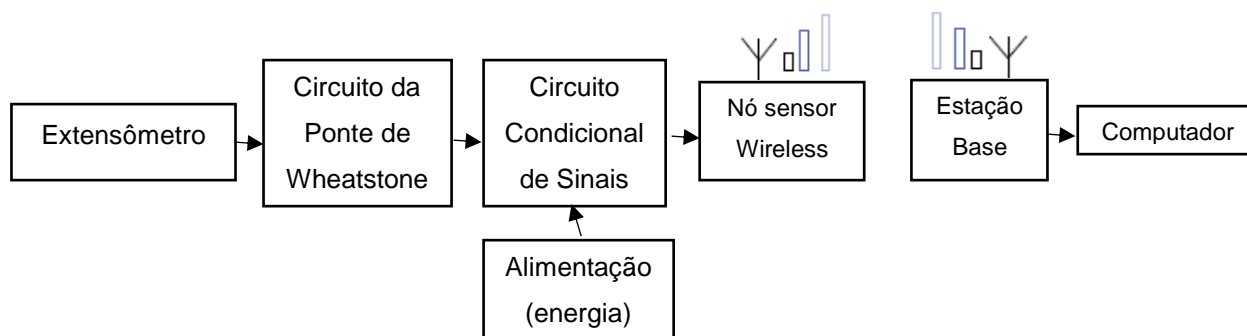 Extensômetro
Circuito da
Ponte de
Wheatstone
Circuito
Condicional
de Sinais
Nó sensor
Wireless
Estação
Base
Computador
Alimentação
(energia)